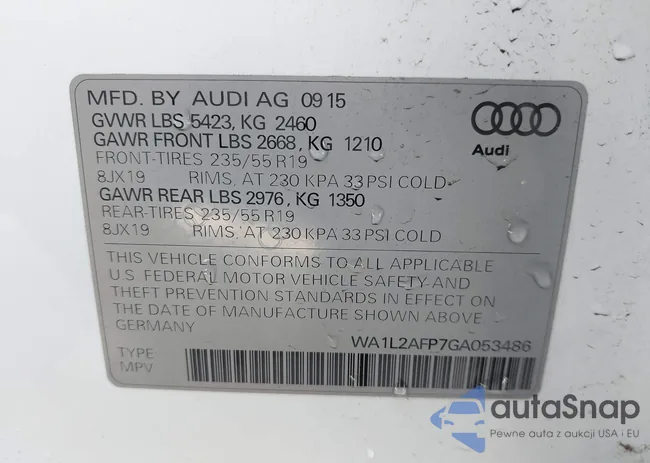 MFD. BY AUDI AG 09 15
GVWR LBS 5423, KG 2460
GAWR FRONT LBS 2668, KG 1210
FRONT-TIRES 235/55 R19
8JX19 RIMS, AT 230 KPA 33 PSI COLD
GAWR REAR LBS 2976, KG 1350
REAR-TIRES 235/55 R19
8JX19 RIMS, AT 230 KPA 33 PSI COLD
Audi
THIS VEHICLE CONFORMS TO ALL APPLICABLE
U.S. FEDERAL MOTOR VEHICLE SAFETY AND
THEFT PREVENTION STANDARDS IN EFFECT ON
THE DATE OF MANUFACTURE SHOWN ABOVE.
GERMANY
WA1L2AFP7GA053486
TYPE
MPV
autaSnap
Pewne auta z aukcji USA i EU